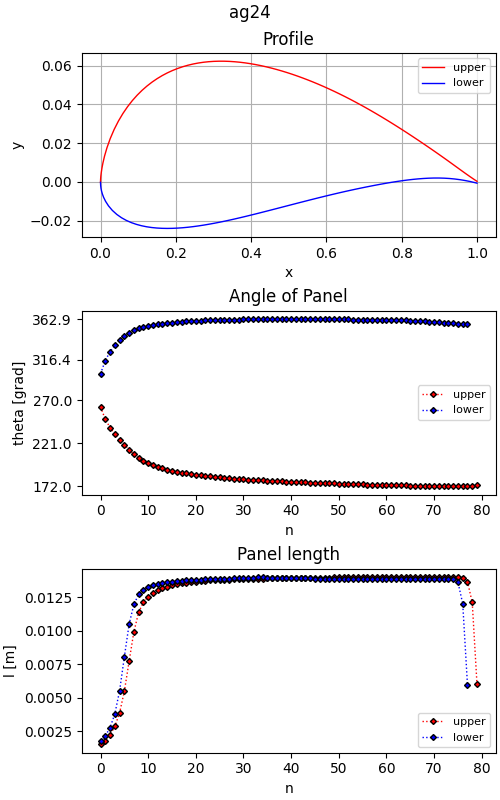 ag24
Profile
0.06
0.04
0.02
0.00
−0.02
y
upper
lower
0.0 0.2 0.4 0.6 0.8 1.0
x
Angle of Panel
362.9
316.4
270.0
221.0
172.0
theta [grad]
upper
lower
0 10 20 30 40 50 60 70 80
n
Panel length
0.0125
0.0100
0.0075
0.0050
0.0025
l [m]
upper
lower
0 10 20 30 40 50 60 70 80
n